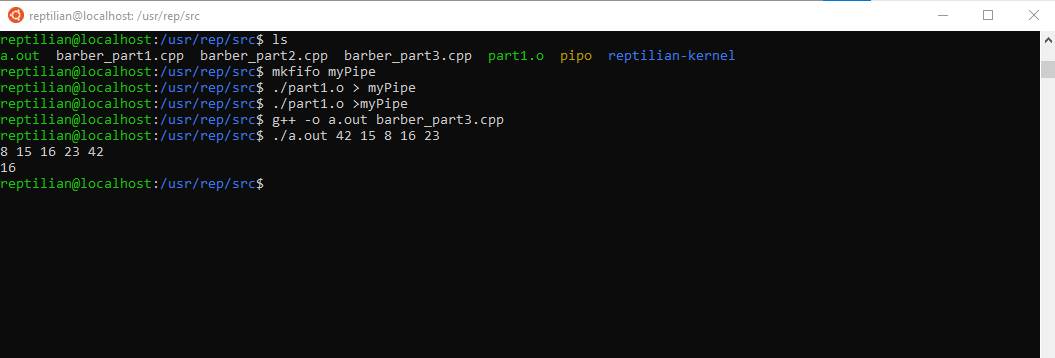 reptilian@localhost: /usr/rep/src
reptilian@localhost:/usr/rep/src$ ls
a.out  barber_part1.cpp  barber_part2.cpp  barber_part3.cpp  part1.o  pipo  reptilian-kernel
reptilian@localhost:/usr/rep/src$ mkfifo myPipe
reptilian@localhost:/usr/rep/src$ ./part1.o > myPipe
reptilian@localhost:/usr/rep/src$ ./part1.o >myPipe
reptilian@localhost:/usr/rep/src$ g++ -o a.out barber_part3.cpp
reptilian@localhost:/usr/rep/src$ ./a.out 42 15 8 16 23
8 15 16 23 42
16
reptilian@localhost:/usr/rep/src$